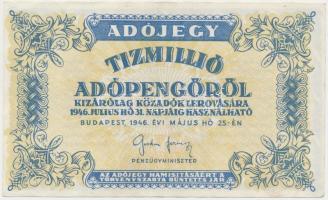 ADÓJEGY
TIZMILLIÓ
ADÓPENGŐRŐL
KIZÁRÓLAG KÖZADÓK LEROVÁSÁRA
1946. JULIUS HÓ 31. NAPJÁIG HASZNÁLHATÓ
BUDAPEST, 1946. ÉVI MÁJUS HÓ 25-ÉN
PÉNZÜGYMINISZTER
AZ ADÓJEGY HAMISITÁSÁÉRT A
TÖRVÉNYSZABTA BÜNTETÉS JÁR